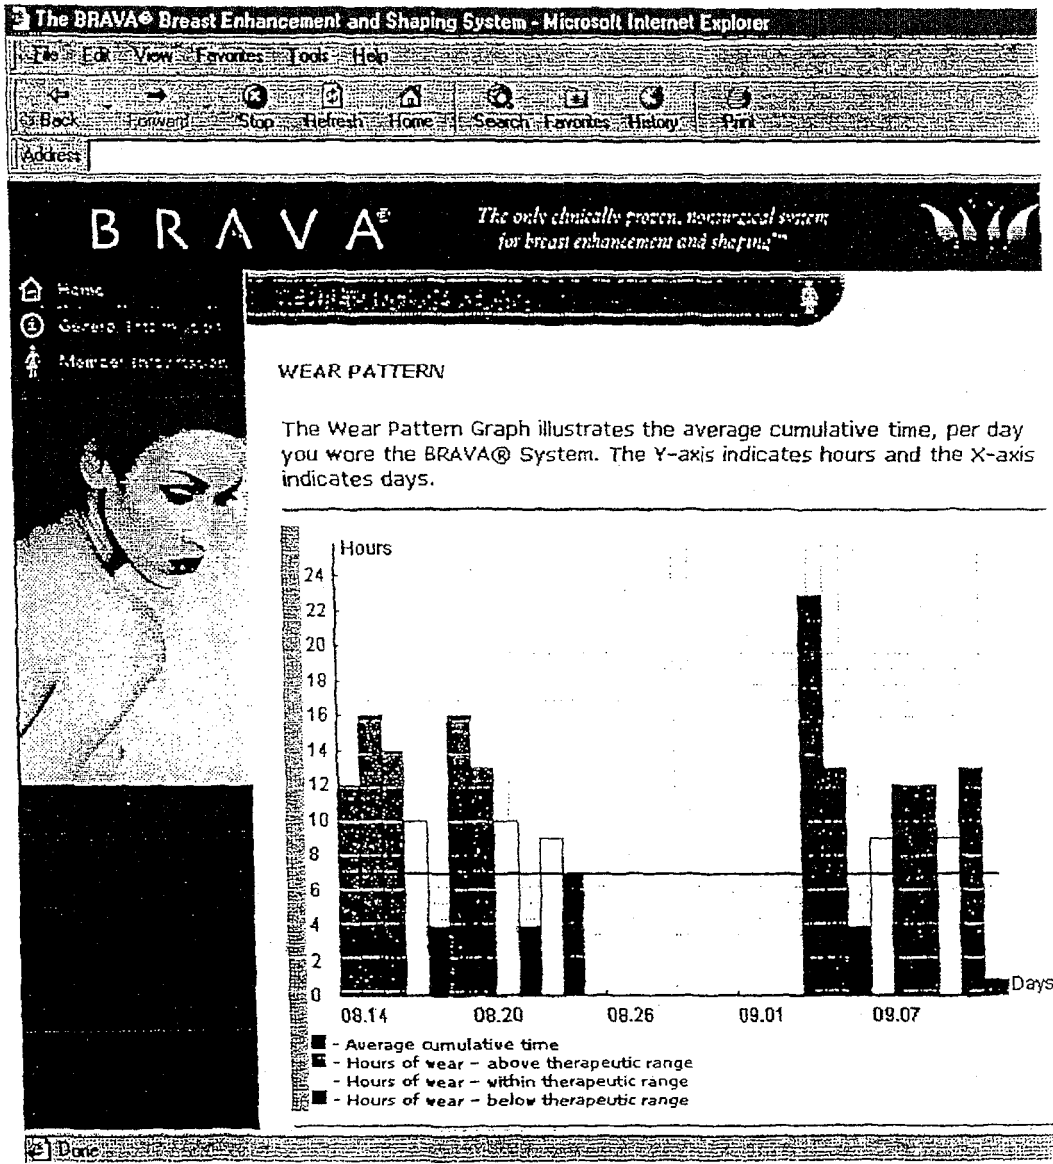 The BRAVA® Breast Enhancement and Shaping System - Microsoft Internet Explorer
File Edit View Favorites Tools Help
Back Forward Stop Refresh Home Search Favorites History Print
Address
BRAVA®
The only clinically proven, nonsurgical system
for breast enhancement and shaping™
Home
General Information
Member Information
WEAR PATTERN
The Wear Pattern Graph illustrates the average cumulative time, per day
you wore the BRAVA® System. The Y-axis indicates hours and the X-axis
indicates days.
Hours
24
22
20
18
16
14
12
10
8
6
4
2
0
Days
08.14 08.20 08.26 09.01 09.07
- Average cumulative time
- Hours of wear - above therapeutic range
- Hours of wear - within therapeutic range
- Hours of wear - below therapeutic range
Done